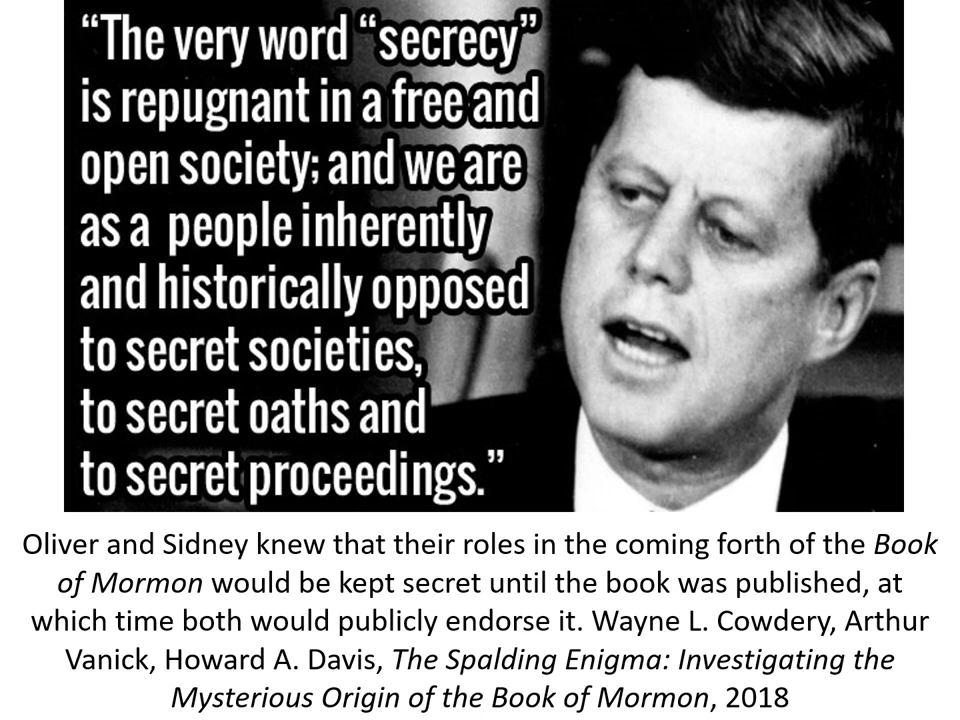 “The very word “secrecy”
is repugnant in a free and
open society; and we are
as a people inherently
and historically opposed
to secret societies,
to secret oaths and
to secret proceedings.”
Oliver and Sidney knew that their roles in the coming forth of the Book
of Mormon would be kept secret until the book was published, at
which time both would publicly endorse it. Wayne L. Cowdery, Arthur
Vanick, Howard A. Davis, The Spalding Enigma: Investigating the
Mysterious Origin of the Book of Mormon, 2018